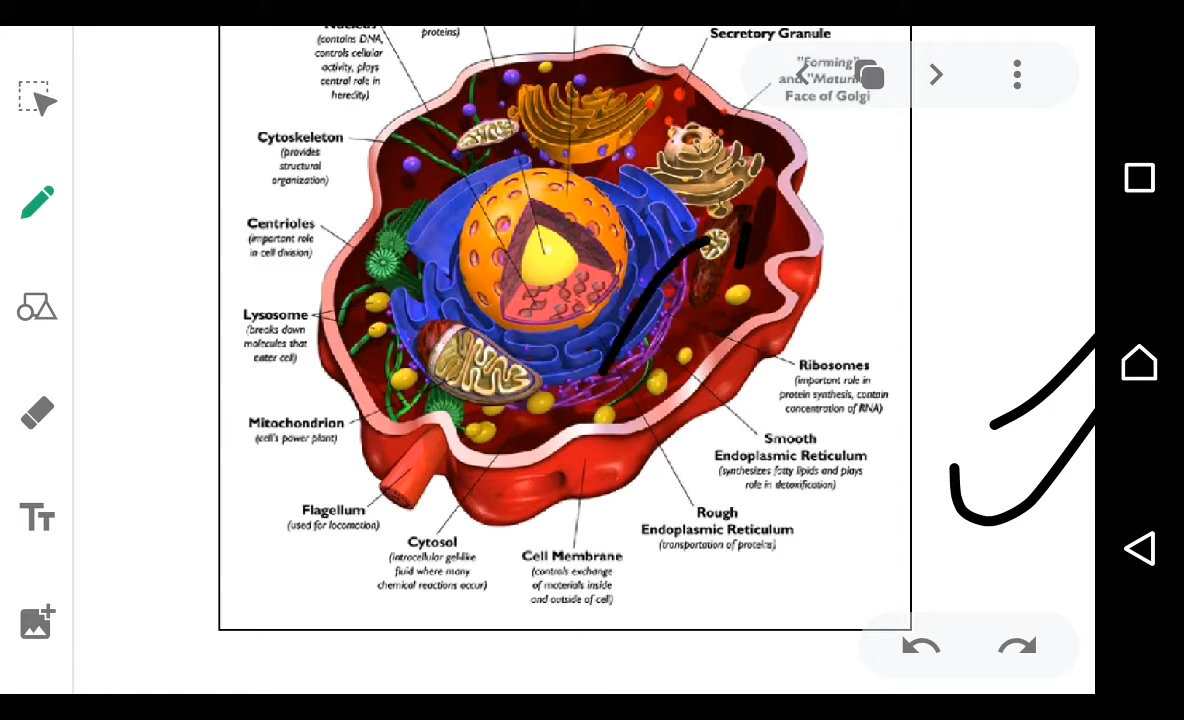 Nucleus
(contains DNA,
controls cellular
activity, plays
central role in
heredity)
proteins)
Secretory Granule
"Forming"
and "Mature"
Face of Golgi
Cytoskeleton
(provides
structural
organization)
Centrioles
(important role
in cell division)
Lysosome
(breaks down
molecules that
enter cell)
Mitochondrion
(cell's power plant)
Flagellum
(used for locomotion)
Cytosol
(intracellular gel-like
fluid where many
chemical reactions occur)
Cell Membrane
(controls exchange
of materials inside
and outside of cell)
Rough
Endoplasmic Reticulum
(transportation of proteins)
Smooth
Endoplasmic Reticulum
(synthesizes fatty lipids and plays
role in detoxification)
Ribosomes
(important role in
protein synthesis, contain
concentration of RNA)
TT